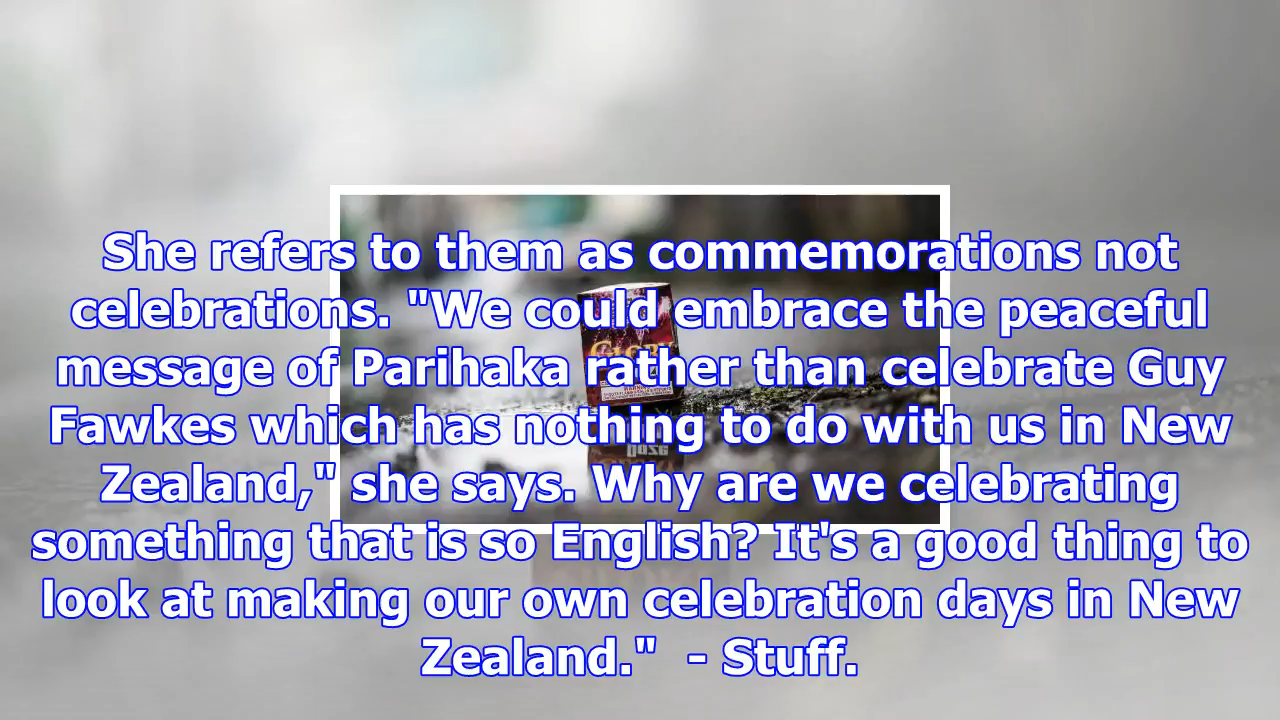 She refers to them as commemorations not
celebrations. "We could embrace the peaceful
message of Parihaka rather than celebrate Guy
Fawkes which has nothing to do with us in New
Zealand," she says. Why are we celebrating
something that is so English? It's a good thing to
look at making our own celebration days in New
Zealand."  - Stuff.